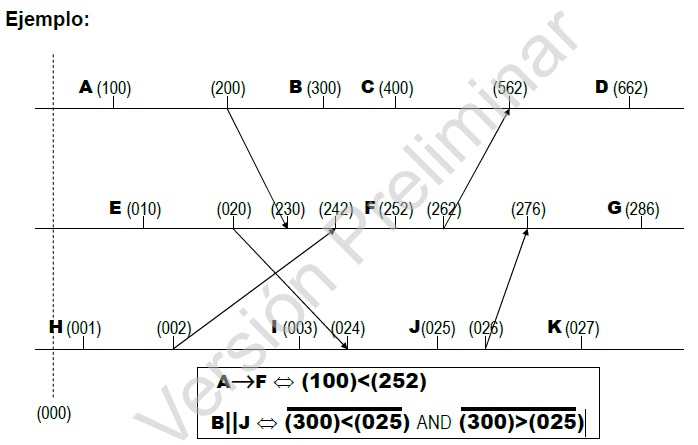 Ejemplo:
A (100) (200) B (300) C (400) (562) D (662)
E (010) (020) (230) (242) F (252) (262) (276) G (286)
H (001) (002) I (003) (024) J(025) (026) K (027)
(000)
A→F ⇔ (100)<(252)
B||J ⇔ (300)<(025) AND (300)>(025)
Versión Preliminar